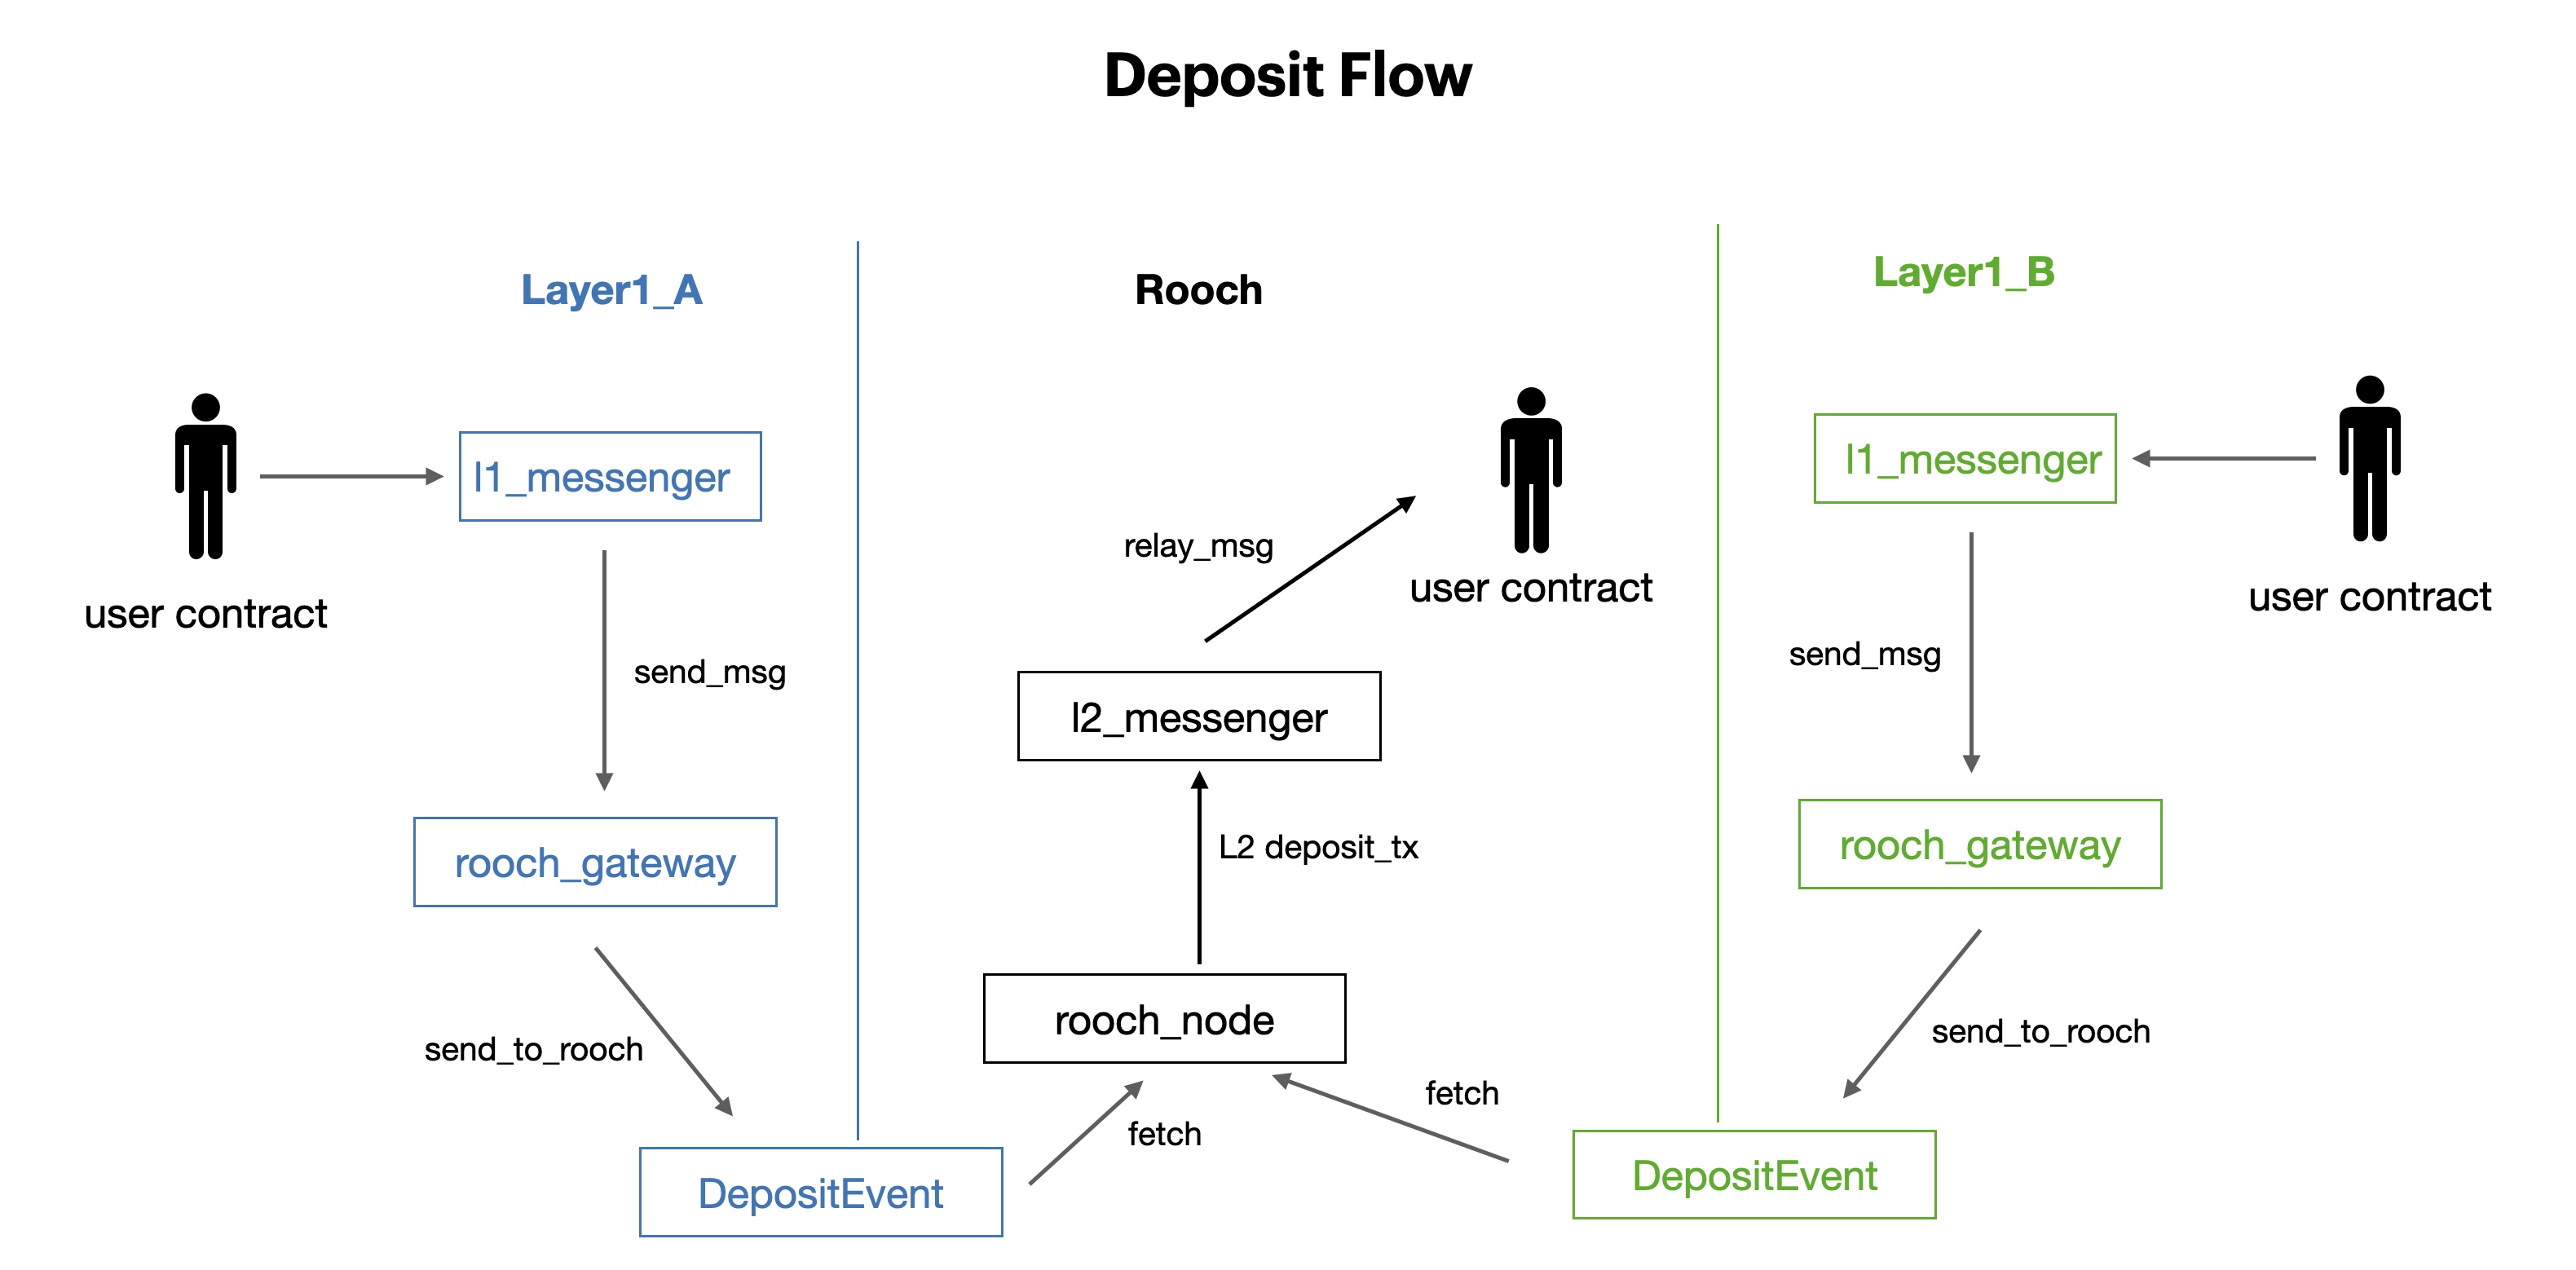 Deposit Flow
Layer1_A
Rooch
Layer1_B
l1_messenger
user contract
send_msg
rooch_gateway
send_to_rooch
DepositEvent
fetch
relay_msg
user contract
l2_messenger
L2 deposit_tx
rooch_node
fetch
l1_messenger
user contract
send_msg
rooch_gateway
send_to_rooch
DepositEvent